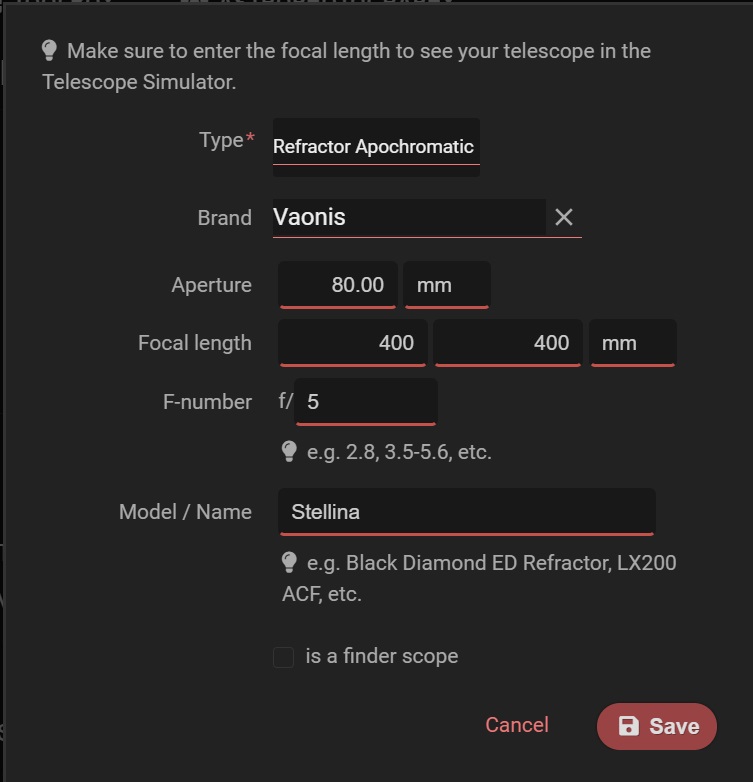 Make sure to enter the focal length to see your telescope in the
Telescope Simulator.
Type* Refractor Apochromatic
Brand Vaonis
Aperture 80.00 mm
Focal length 400 400 mm
F-number f/ 5
e.g. 2.8, 3.5-5.6, etc.
Model / Name Stellina
e.g. Black Diamond ED Refractor, LX200
ACF, etc.
is a finder scope
Cancel Save